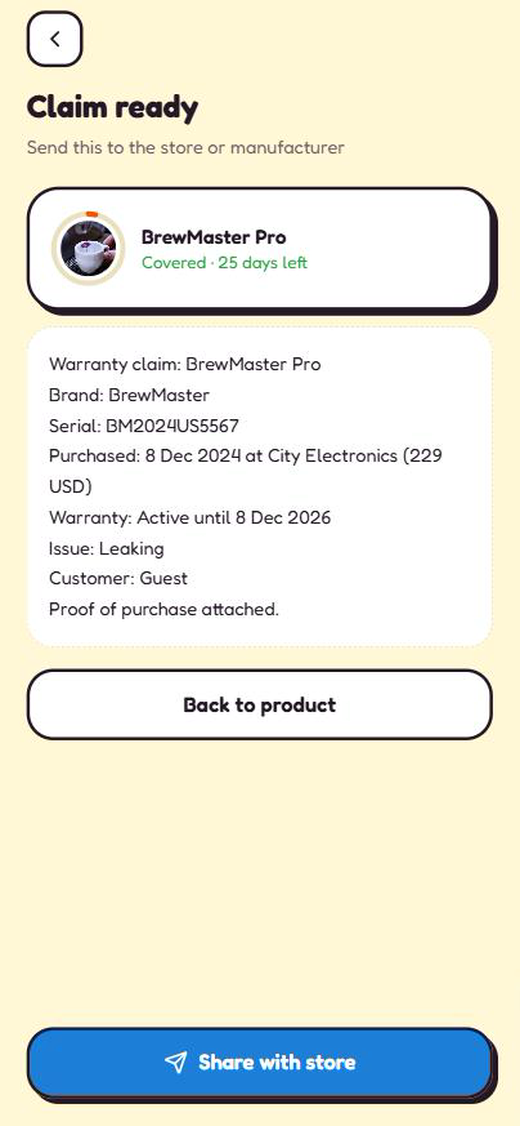 Claim ready
Send this to the store or manufacturer
BrewMaster Pro
Covered · 25 days left
Warranty claim: BrewMaster Pro
Brand: BrewMaster
Serial: BM2024US5567
Purchased: 8 Dec 2024 at City Electronics (229
USD)
Warranty: Active until 8 Dec 2026
Issue: Leaking
Customer: Guest
Proof of purchase attached.
Back to product
Share with store